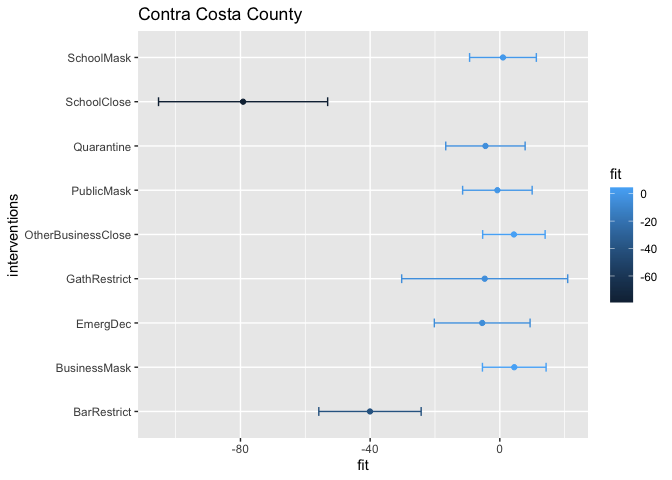 Contra Costa County
interventions
SchoolMask
SchoolClose
Quarantine
PublicMask
OtherBusinessClose
GathRestrict
EmergDec
BusinessMask
BarRestrict
-80
-40
0
fit
fit
0
-20
-40
-60